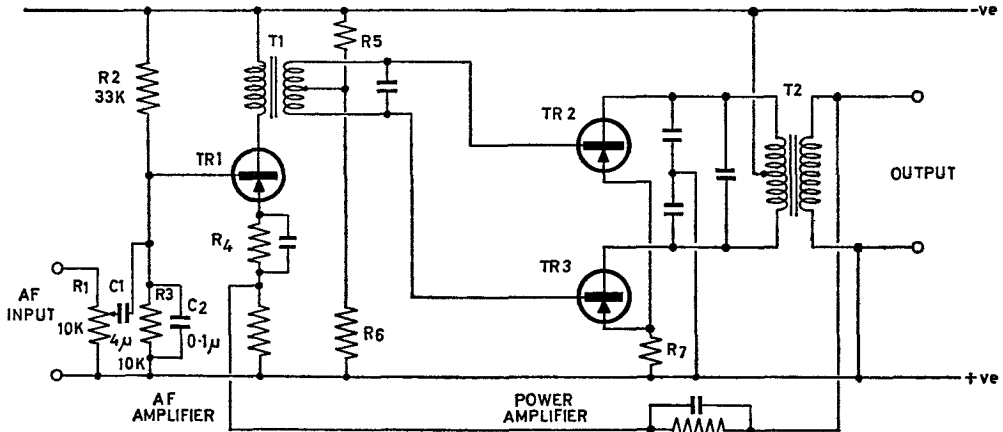 -ve
R2
33K
T1
R5
TR1
R4
AF
INPUT
R1
10K
C1
4µ
R3
10K
C2
0·1µ
R6
TR2
TR3
R7
T2
OUTPUT
+ve
AF
AMPLIFIER
POWER
AMPLIFIER